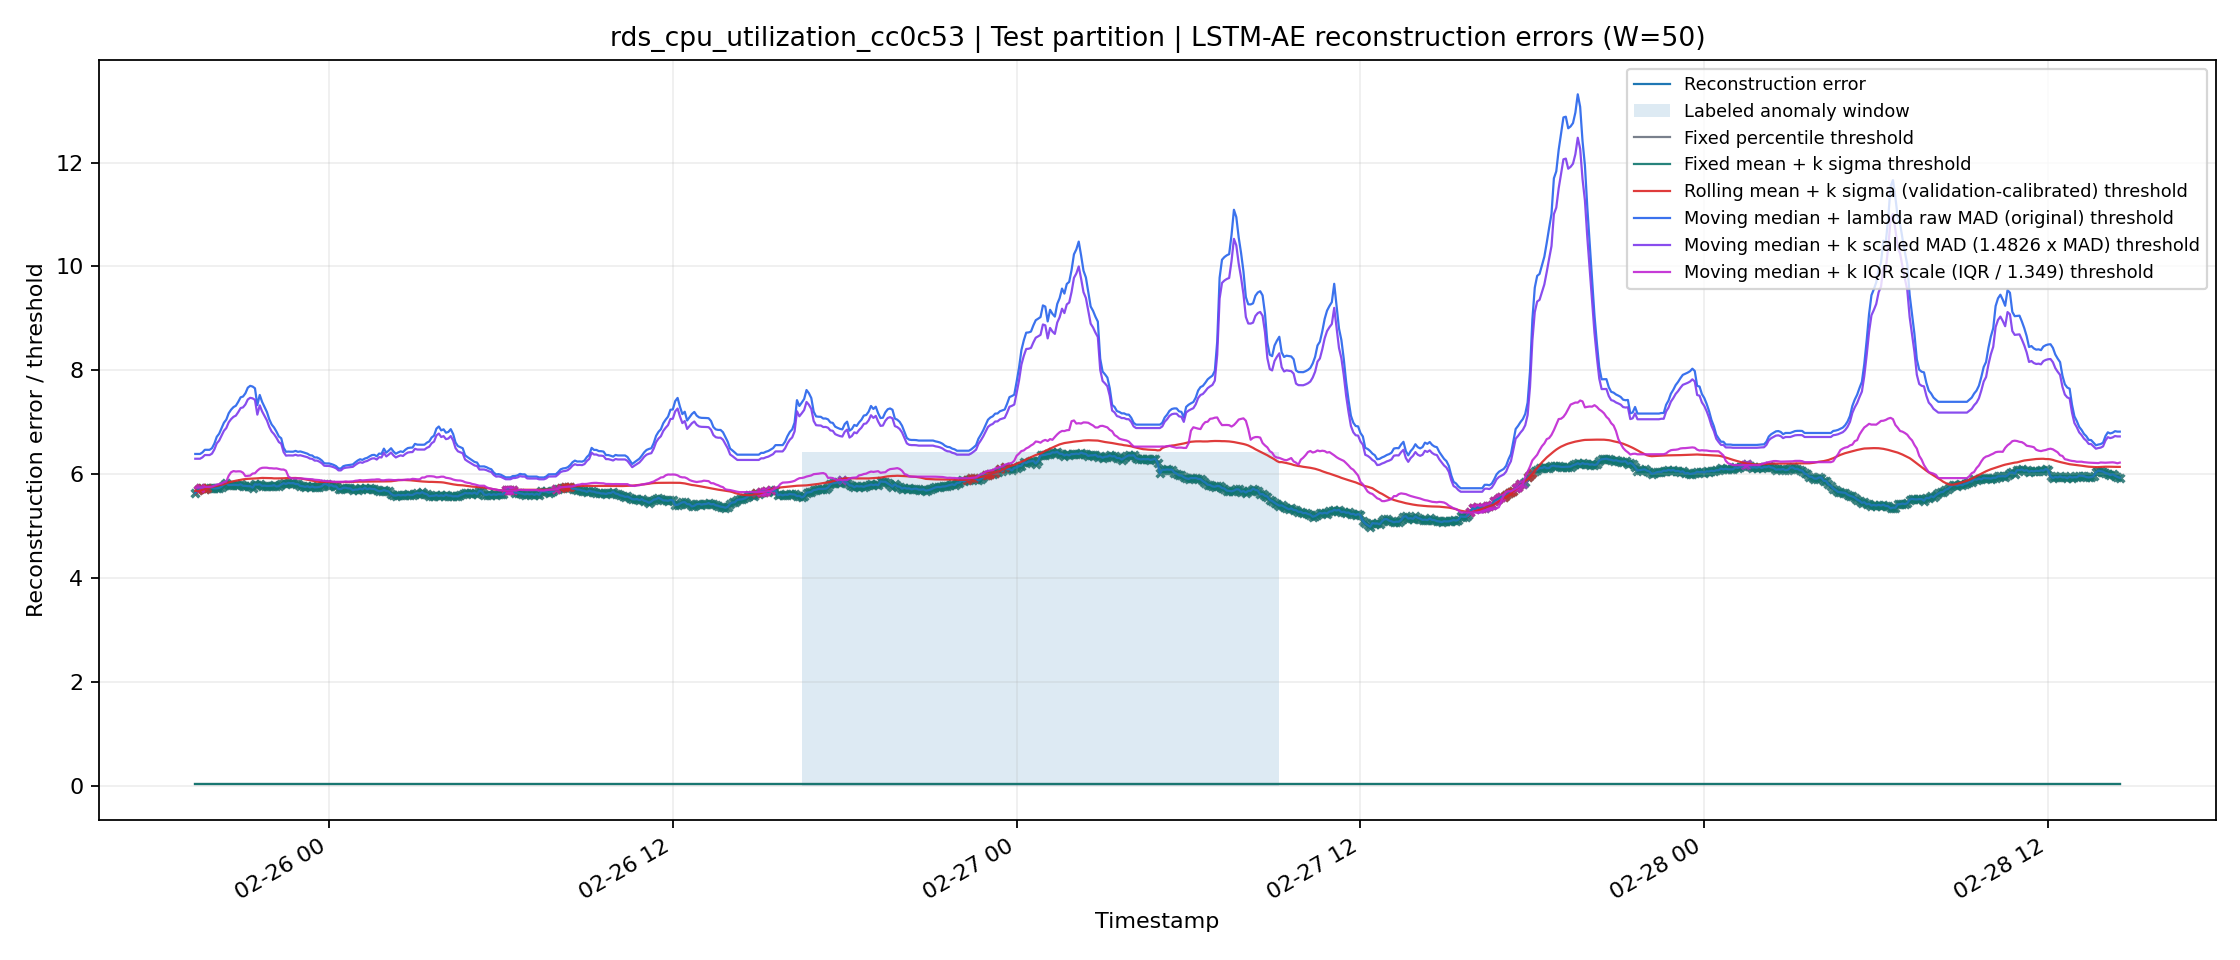 rds_cpu_utilization_cc0c53 | Test partition | LSTM-AE reconstruction errors (W=50)
Reconstruction error
Labeled anomaly window
Fixed percentile threshold
Fixed mean + k sigma threshold
Rolling mean + k sigma (validation-calibrated) threshold
Moving median + lambda raw MAD (original) threshold
Moving median + k scaled MAD (1.4826 x MAD) threshold
Moving median + k IQR scale (IQR / 1.349) threshold
Reconstruction error / threshold
12
10
8
6
4
2
0
02-26 00
02-26 12
02-27 00
02-27 12
02-28 00
02-28 12
Timestamp